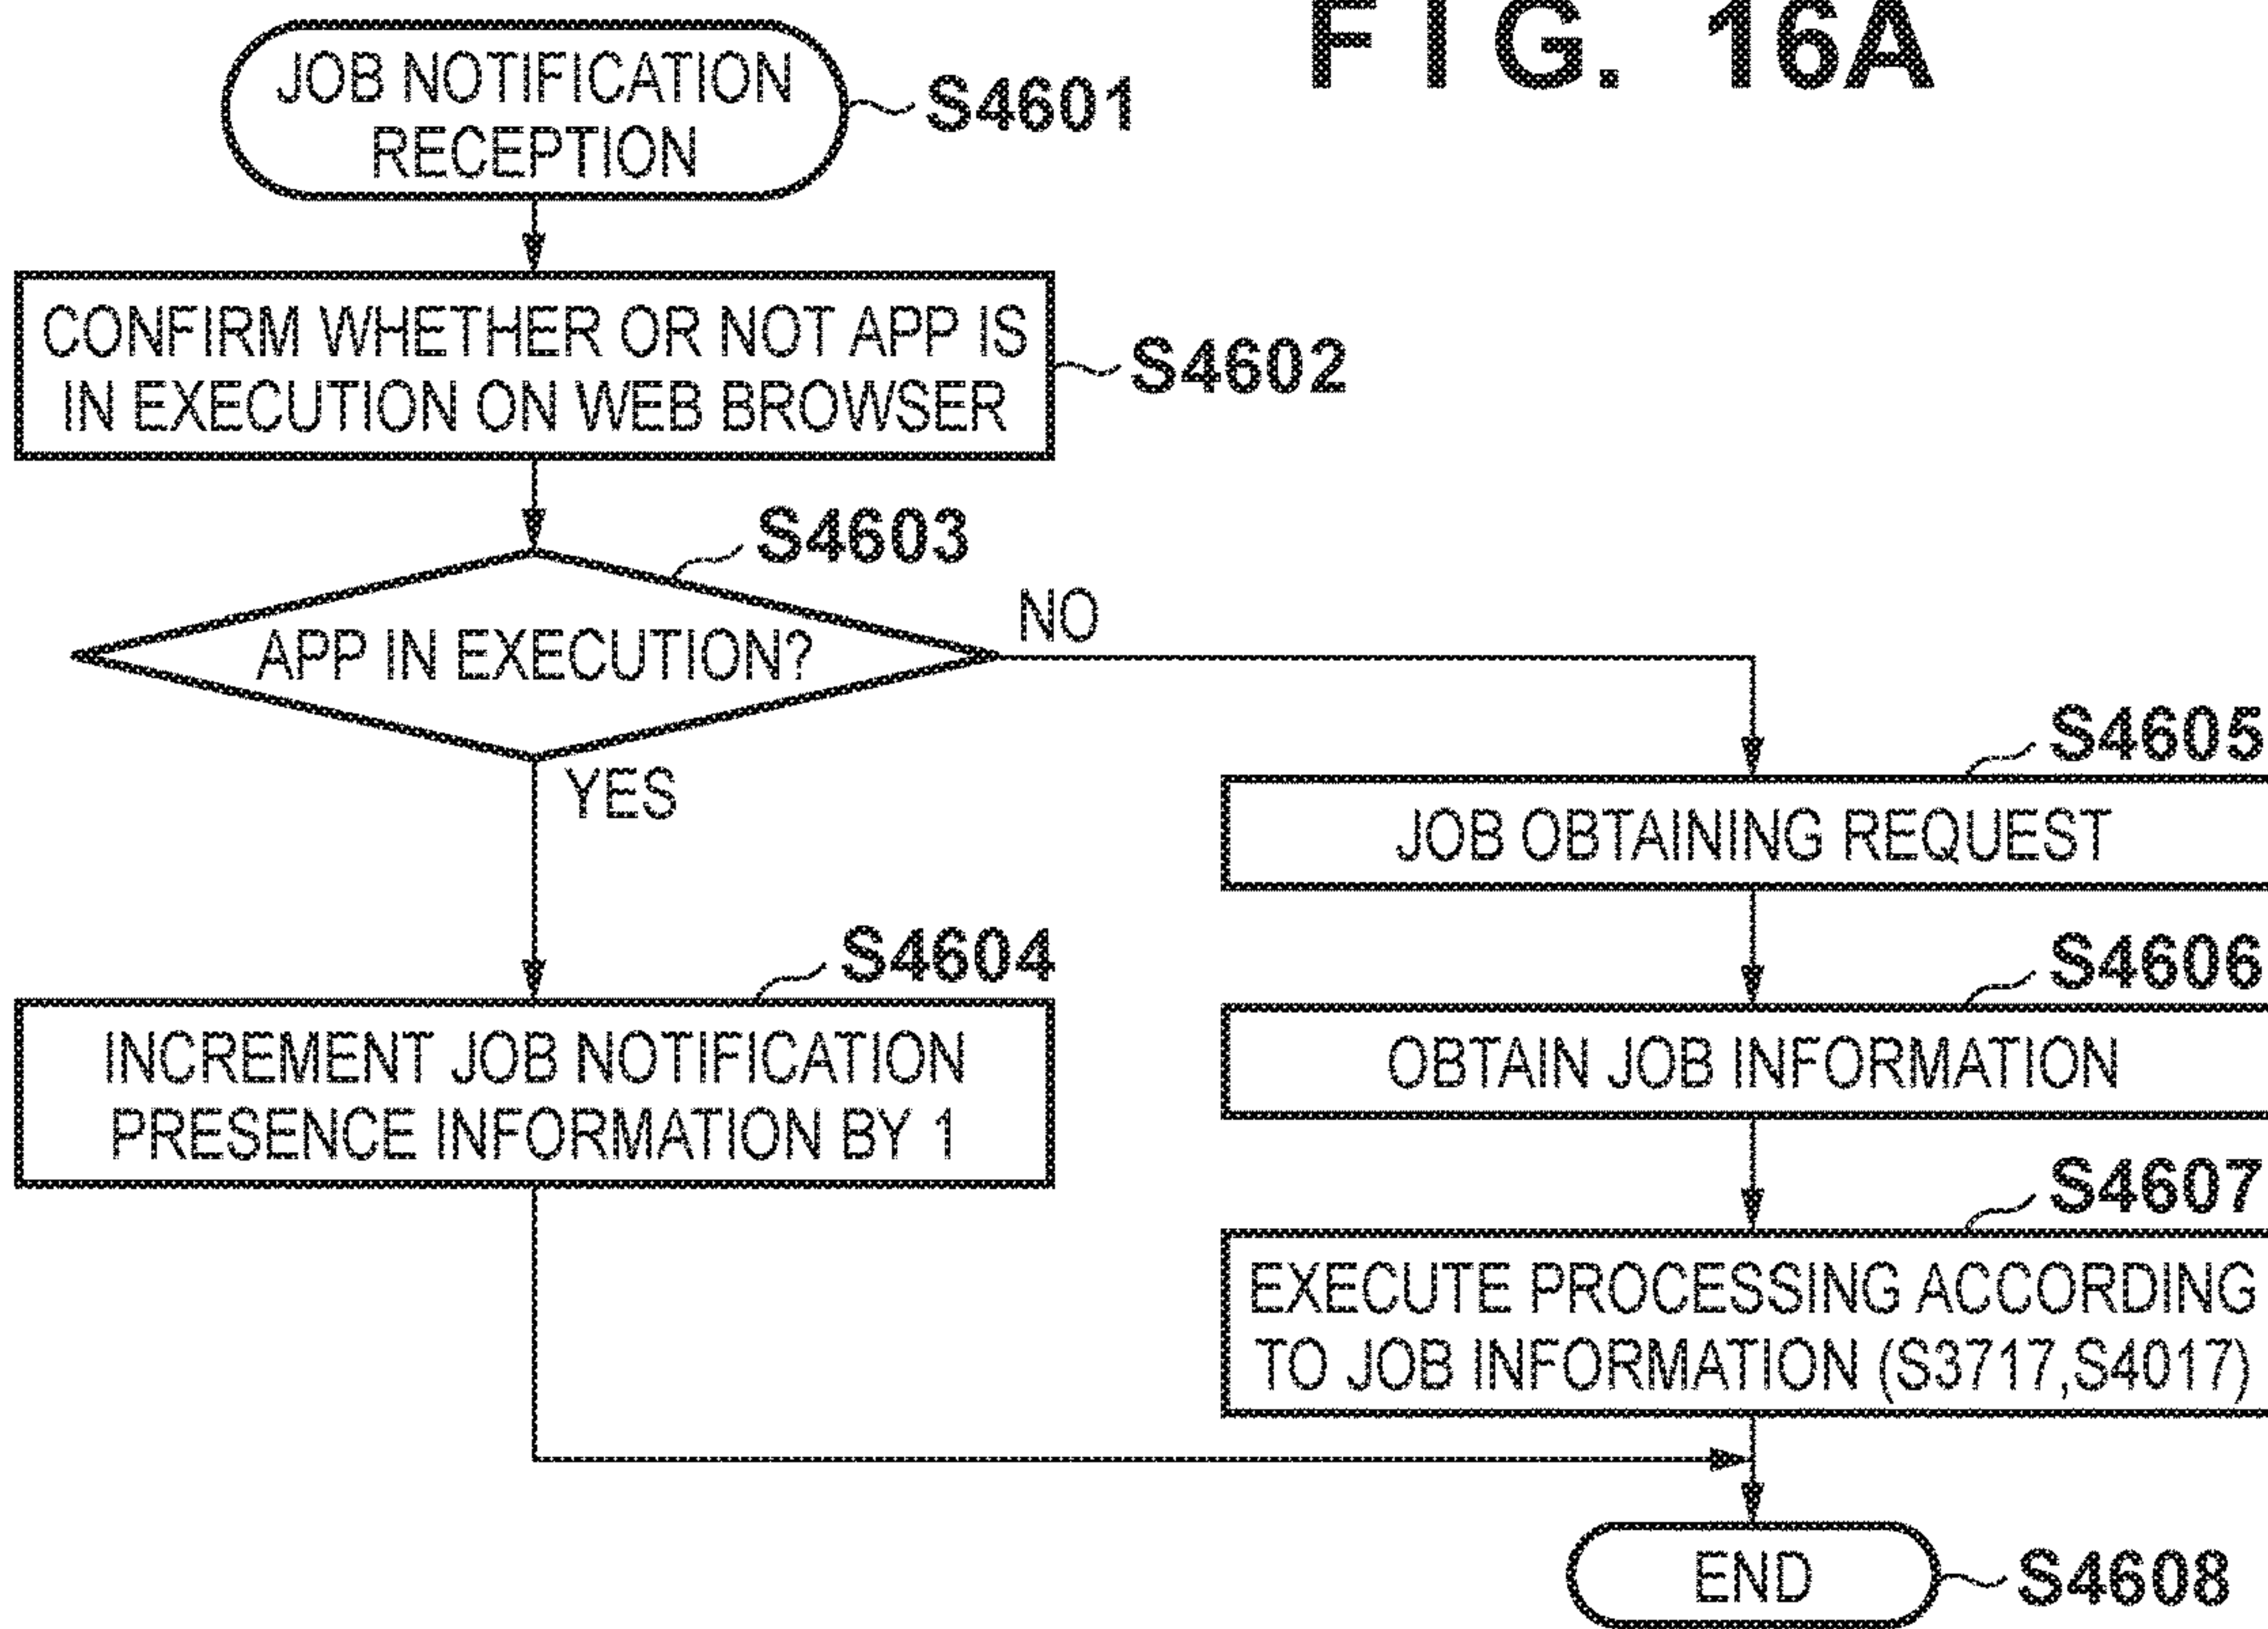 FIG. 16A
JOB NOTIFICATION
RECEPTION
S4601
CONFIRM WHETHER OR NOT APP IS
IN EXECUTION ON WEB BROWSER
S4602
S4603
APP IN EXECUTION?
NO
YES
S4604
INCREMENT JOB NOTIFICATION
PRESENCE INFORMATION BY 1
S4605
JOB OBTAINING REQUEST
S4606
OBTAIN JOB INFORMATION
S4607
EXECUTE PROCESSING ACCORDING
TO JOB INFORMATION (S3717,S4017)
END
S4608